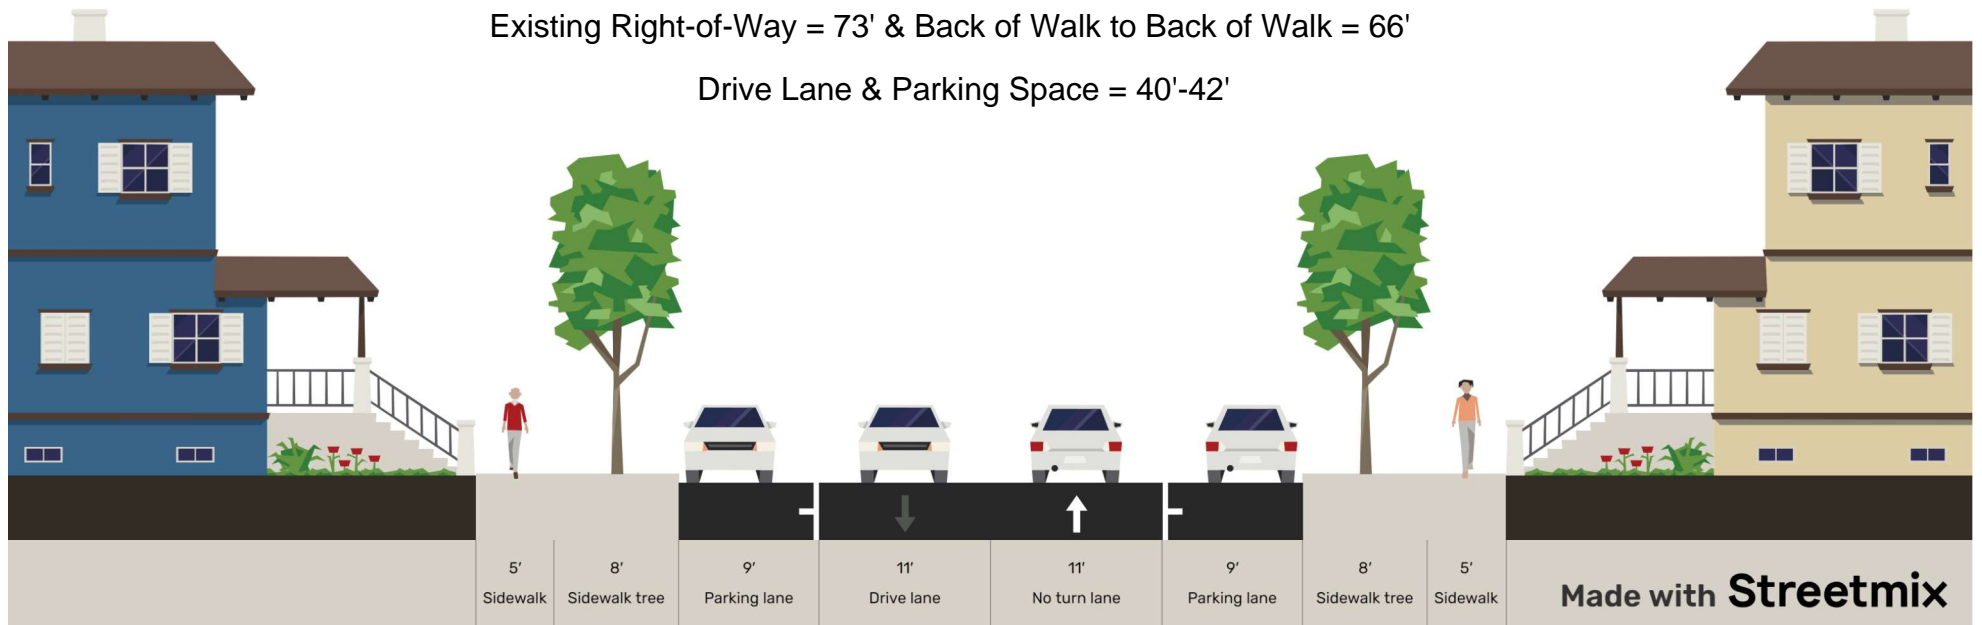 Existing Right-of-Way = 73' & Back of Walk to Back of Walk = 66'
Drive Lane & Parking Space = 40'-42'
5' 8' 9' 11' 11' 9' 8' 5'
Sidewalk Sidewalk tree Parking lane Drive lane No turn lane Parking lane Sidewalk tree Sidewalk
Made with Streetmix